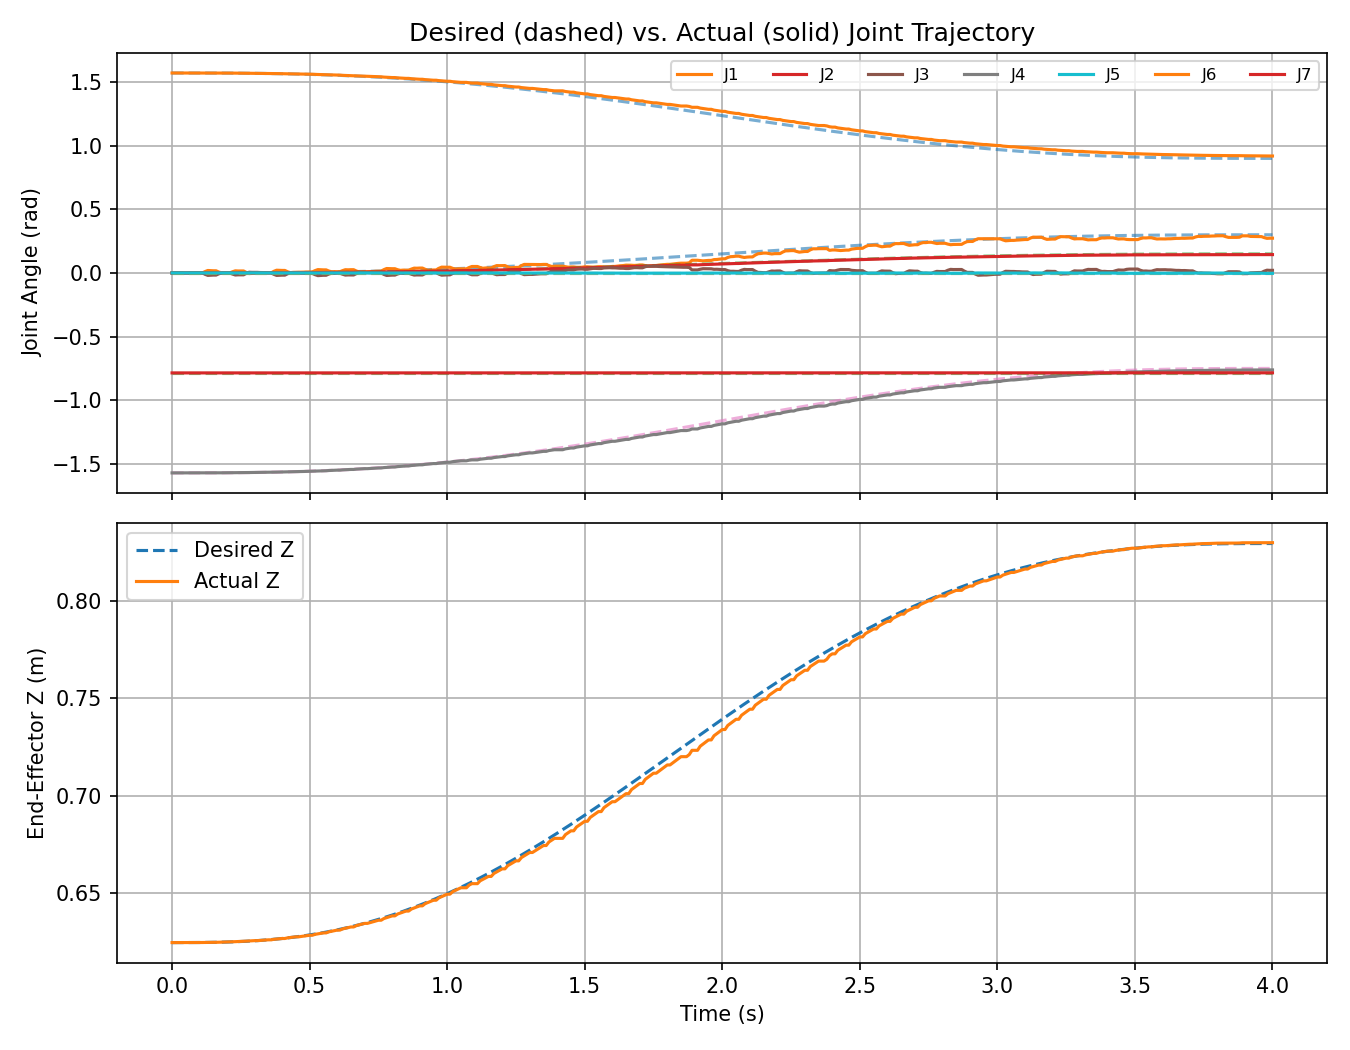 Desired (dashed) vs. Actual (solid) Joint Trajectory
J1 J2 J3 J4 J5 J6 J7
Joint Angle (rad)
1.5
1.0
0.5
0.0
−0.5
−1.0
−1.5
Desired Z
Actual Z
End-Effector Z (m)
0.80
0.75
0.70
0.65
0.0 0.5 1.0 1.5 2.0 2.5 3.0 3.5 4.0
Time (s)